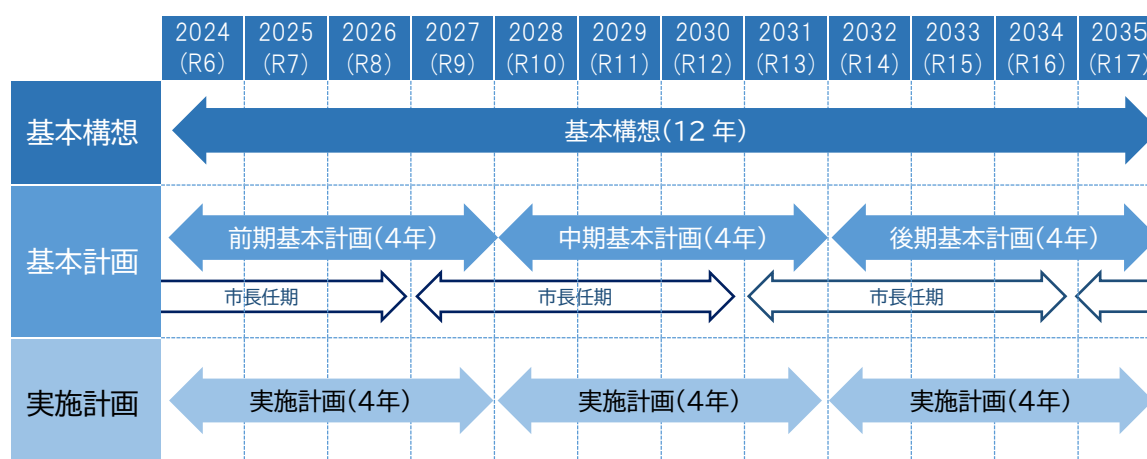 2024 2025 2026 2027 2028 2029 2030 2031 2032 2033 2034 2035
(R6) (R7) (R8) (R9) (R10) (R11) (R12) (R13) (R14) (R15) (R16) (R17)
基本構想 基本構想(12 年)
基本計画 前期基本計画(4年) 中期基本計画(4年) 後期基本計画(4年)
市長任期 市長任期 市長任期
実施計画 実施計画(4年) 実施計画(4年) 実施計画(4年)